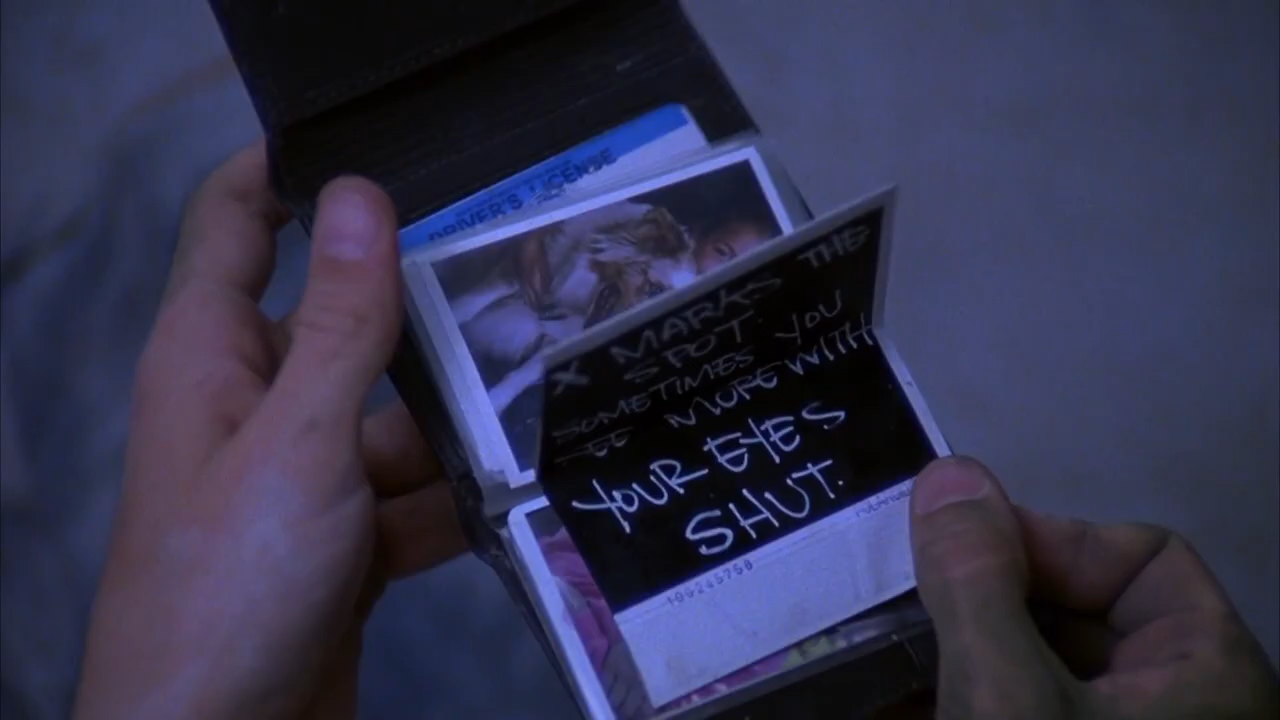 DRIVER'S LICENSE
X MARKS THE
SPOT.
SOMETIMES YOU
SEE MORE WITH
YOUR EYES
SHUT.